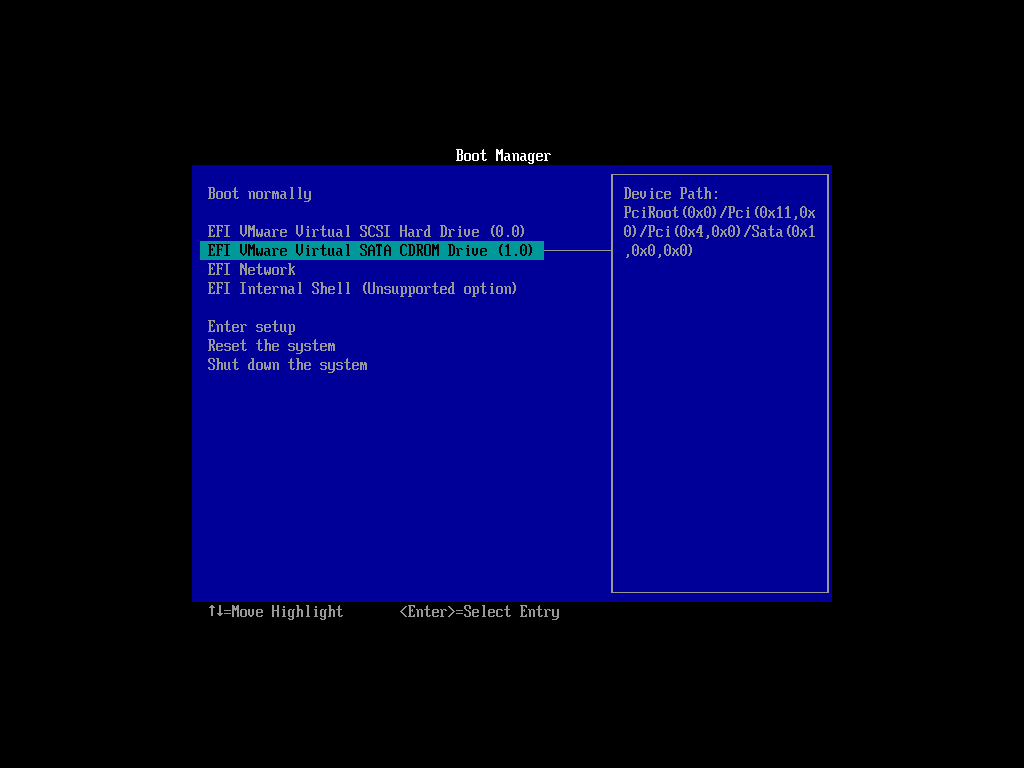 Boot Manager
Boot normally
EFI VMware Virtual SCSI Hard Drive (0.0)
EFI VMware Virtual SATA CDROM Drive (1.0)
EFI Network
EFI Internal Shell (Unsupported option)
Enter setup
Reset the system
Shut down the system
Device Path:
PciRoot(0x0)/Pci(0x11,0x
0)/Pci(0x4,0x0)/Sata(0x1
,0x0,0x0)
↑↓=Move Highlight <Enter>=Select Entry